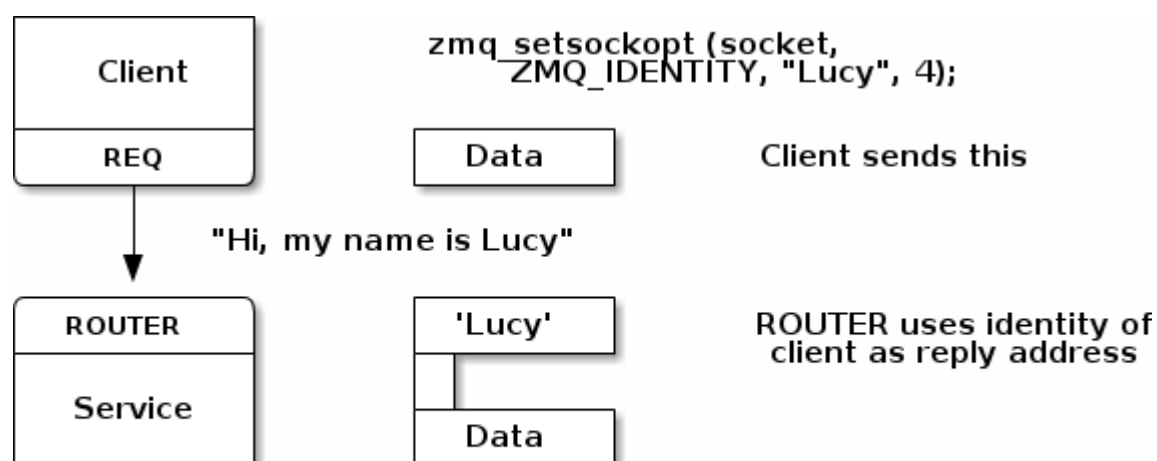 Client
zmq_setsockopt (socket,
ZMQ_IDENTITY, "Lucy", 4);
REQ
Data
Client sends this
"Hi, my name is Lucy"
ROUTER
'Lucy'
ROUTER uses identity of
client as reply address
Service
Data